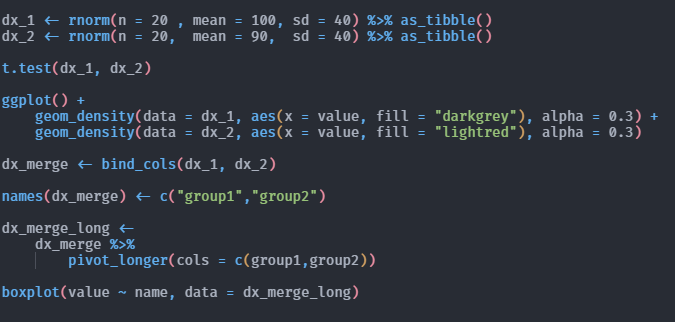 dx_1 <- rnorm(n = 20 , mean = 100, sd = 40) %>% as_tibble()
dx_2 <- rnorm(n = 20,  mean = 90,  sd = 40) %>% as_tibble()
t.test(dx_1, dx_2)
ggplot() +
    geom_density(data = dx_1, aes(x = value, fill = "darkgrey"), alpha = 0.3) +
    geom_density(data = dx_2, aes(x = value, fill = "lightred"), alpha = 0.3)
dx_merge <- bind_cols(dx_1, dx_2)
names(dx_merge) <- c("group1","group2")
dx_merge_long <-
    dx_merge %>%
        pivot_longer(cols = c(group1,group2))
boxplot(value ~ name, data = dx_merge_long)